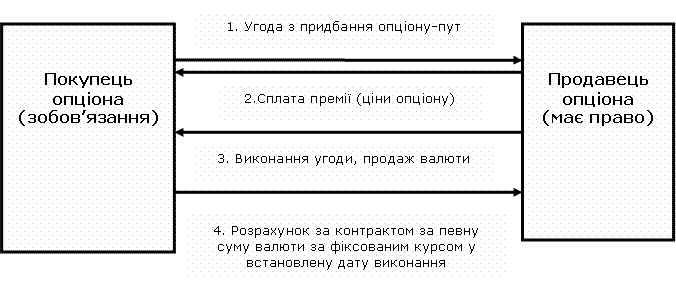 1. Угода з придбання опціону-пут
Покупець
опціона
(зобов’язання)
Продавець
опціона
(має право)
2.Сплата премії (ціни опціону)
3. Виконання угоди, продаж валюти
4. Розрахунок за контрактом за певну
суму валюти за фіксованим курсом у
встановлену дату виконання